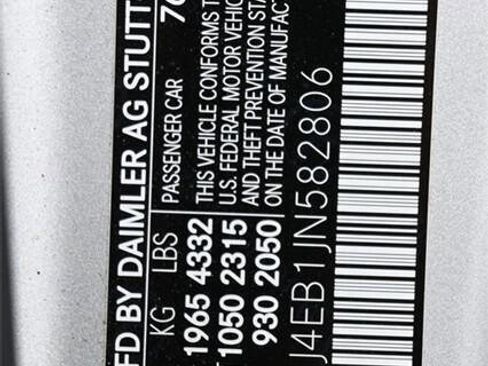 FD BY DAIMLER AG STUTT
KG LBS PASSENGER CAR
1965 4332 THIS VEHICLE CONFORMS T
1050 2315 U.S. FEDERAL MOTOR VEHIC
AND THEFT PREVENTION STA
930 2050 ON THE DATE OF MANUFAC
J4EB1JN582806